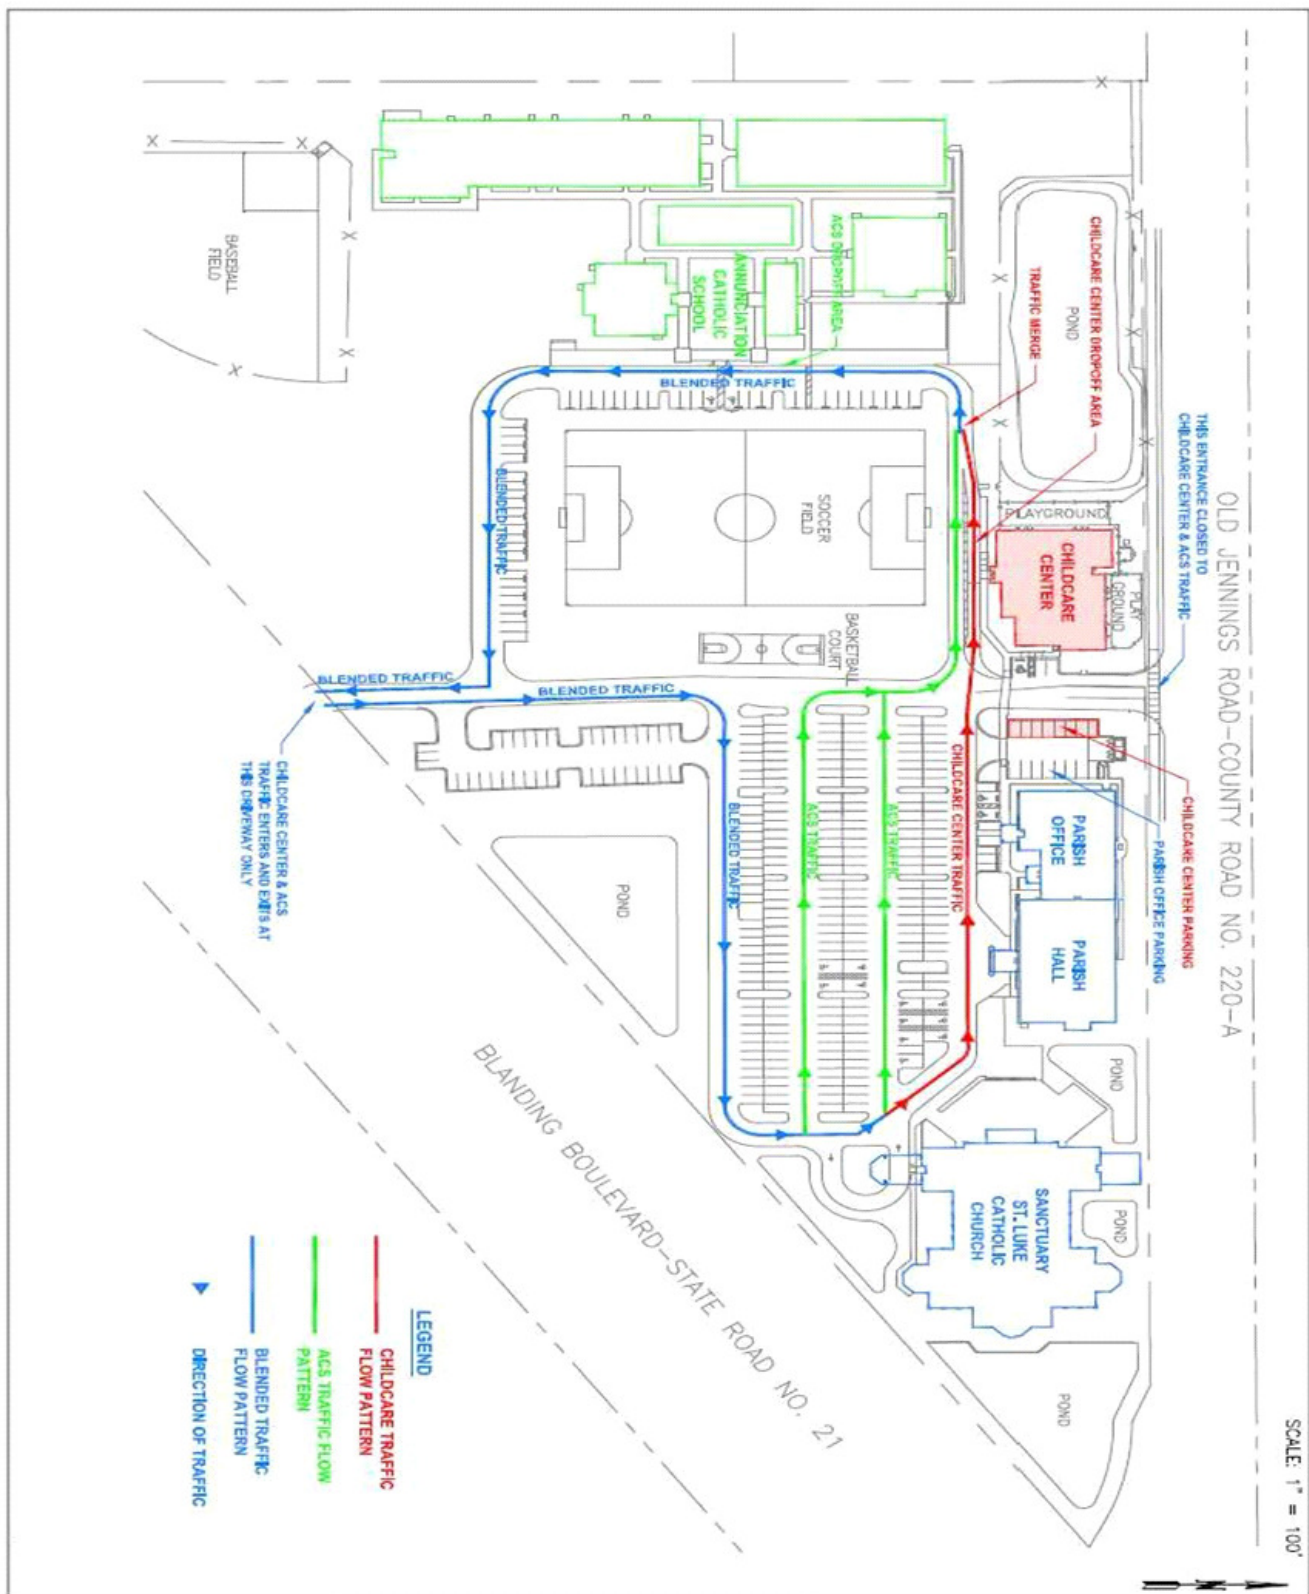 SCALE: 1" = 100'
N
OLD JENNINGS ROAD-COUNTY ROAD NO. 220-A
THIS ENTRANCE CLOSED TO
CHILDCARE CENTER & ACS TRAFFIC
CHILDCARE CENTER DROPOFF AREA
TRAFFIC MERGE
POND
PLAYGROUND
PLAY
GROUND
CHILDCARE
CENTER
CHILDCARE CENTER PARKING
PARISH OFFICE PARKING
PARISH
OFFICE
PARISH
HALL
POND
POND
SANCTUARY
ST. LUKE
CATHOLIC
CHURCH
POND
ACS DROPOFF AREA
ANNUNCIATION
CATHOLIC
SCHOOL
BLENDED TRAFFIC
SOCCER
FIELD
BASKETBALL
COURT
CHILDCARE CENTER TRAFFIC
ACS TRAFFIC
ACS TRAFFIC
BLENDED TRAFFIC
BLENDED TRAFFIC
BLENDED TRAFFIC
BLENDED TRAFFIC
BASEBALL
FIELD
POND
CHILDCARE CENTER & ACS
TRAFFIC ENTERS AND EXITS AT
THIS DRIVEWAY ONLY
BLANDING BOULEVARD-STATE ROAD NO. 21
LEGEND
CHILDCARE TRAFFIC
FLOW PATTERN
ACS TRAFFIC FLOW
PATTERN
BLENDED TRAFFIC
FLOW PATTERN
DIRECTION OF TRAFFIC